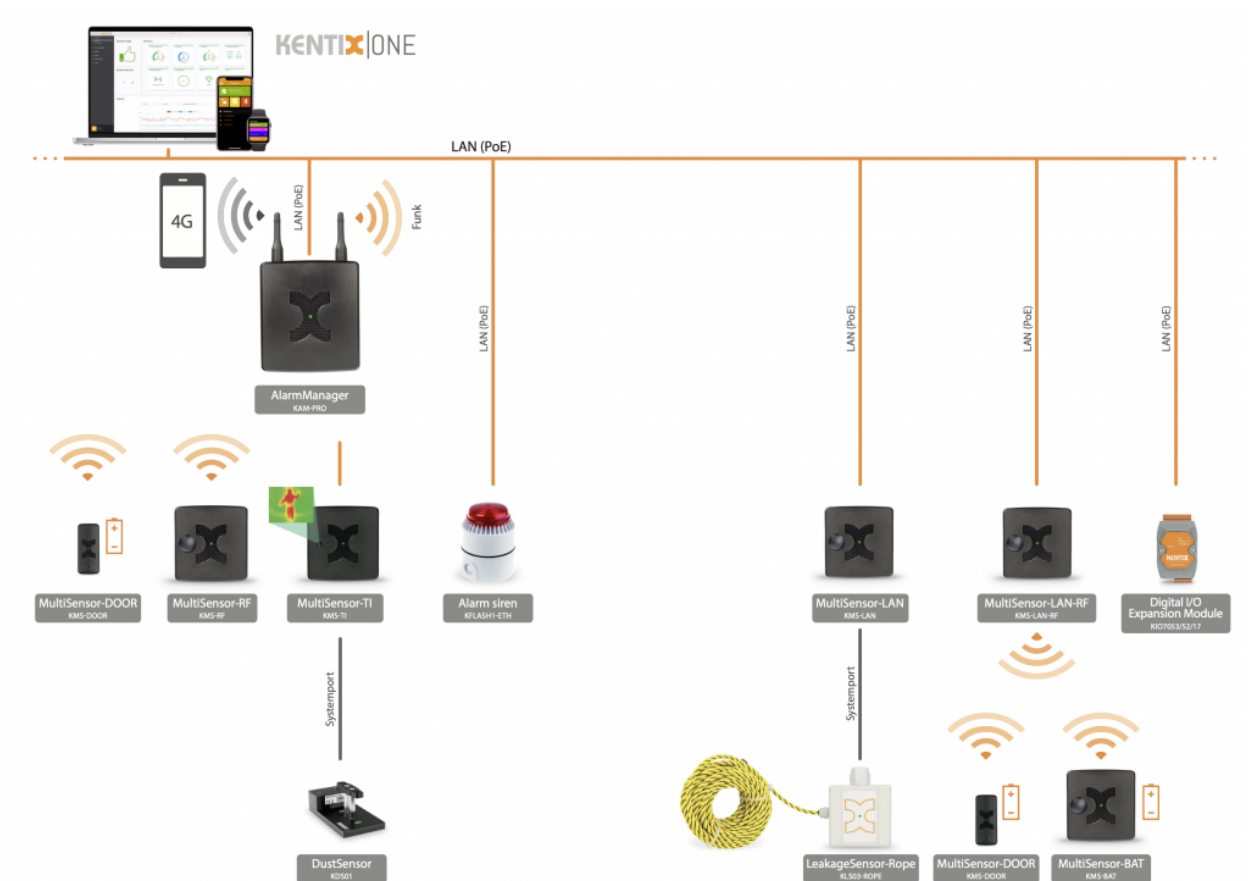 KENTIX|ONE
LAN (PoE)
4G
LAN (PoE)
Funk
LAN (PoE)
LAN (PoE)
LAN (PoE)
LAN (PoE)
AlarmManager
KAM-PRO
KENTIX
MultiSensor-DOOR
KMS-DOOR
MultiSensor-RF
KMS-RF
MultiSensor-TI
KMS-TI
Alarm siren
KFLASH1-ETH
MultiSensor-LAN
KMS-LAN
MultiSensor-LAN-RF
KMS-LAN-RF
Digital I/O
Expansion Module
KIO7053/52/17
Systemport
Systemport
DustSensor
KDS01
LeakageSensor-Rope
KLS03-ROPE
MultiSensor-DOOR
KMS-DOOR
MultiSensor-BAT
KMS-BAT